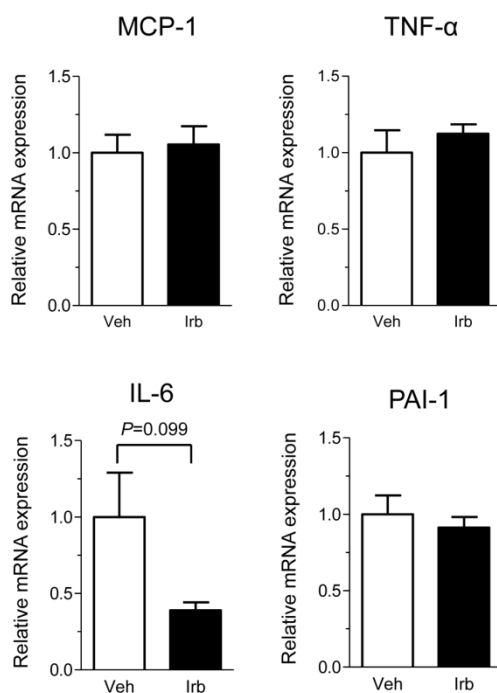 MCP-1
Relative mRNA expression
1.5
1.0
0.5
0.0
Veh Irb
TNF-α
Relative mRNA expression
1.5
1.0
0.5
0.0
Veh Irb
IL-6
P=0.099
Relative mRNA expression
1.5
1.0
0.5
0.0
Veh Irb
PAI-1
Relative mRNA expression
1.5
1.0
0.5
0.0
Veh Irb